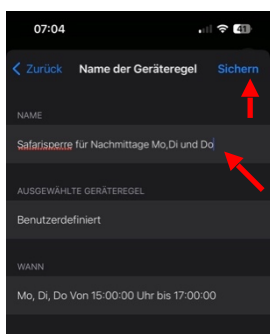 07:04 41
Zurück Name der Geräteregel Sichern
NAME
Safarisperre für Nachmittage Mo,Di und Do
AUSGEWÄHLTE GERÄTEREGEL
Benutzerdefiniert
WANN
Mo, Di, Do Von 15:00:00 Uhr bis 17:00:00